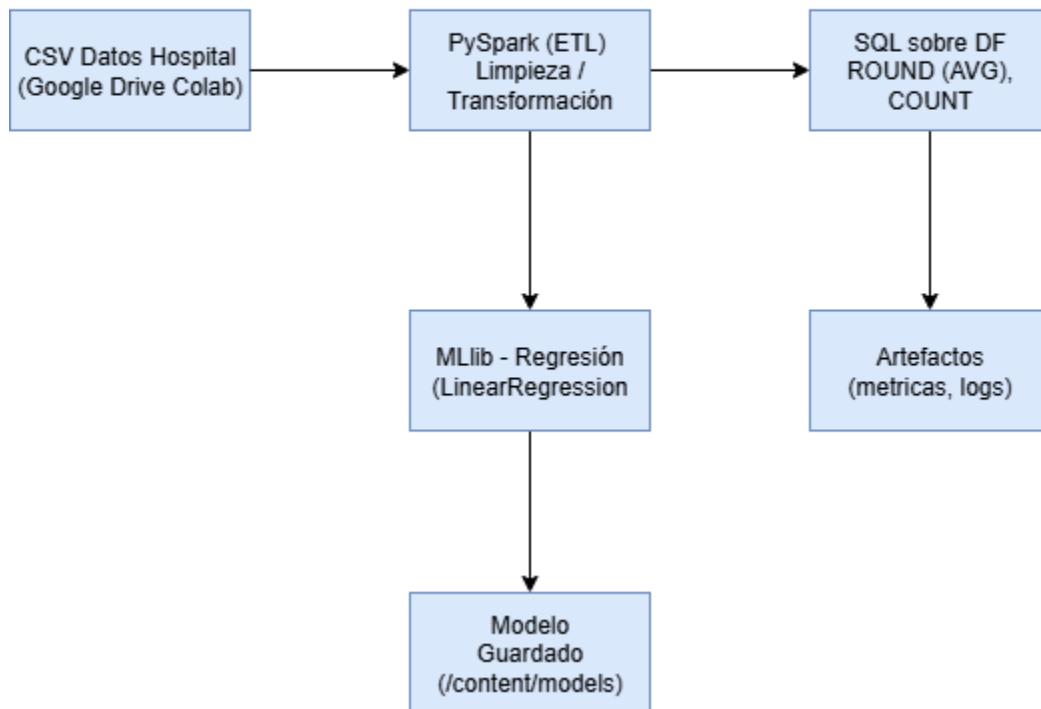 CSV Datos Hospital
(Google Drive Colab)
PySpark (ETL)
Limpieza /
Transformación
SQL sobre DF
ROUND (AVG),
COUNT
MLlib - Regresión
(LinearRegression
Artefactos
(metricas, logs)
Modelo
Guardado
(/content/models)